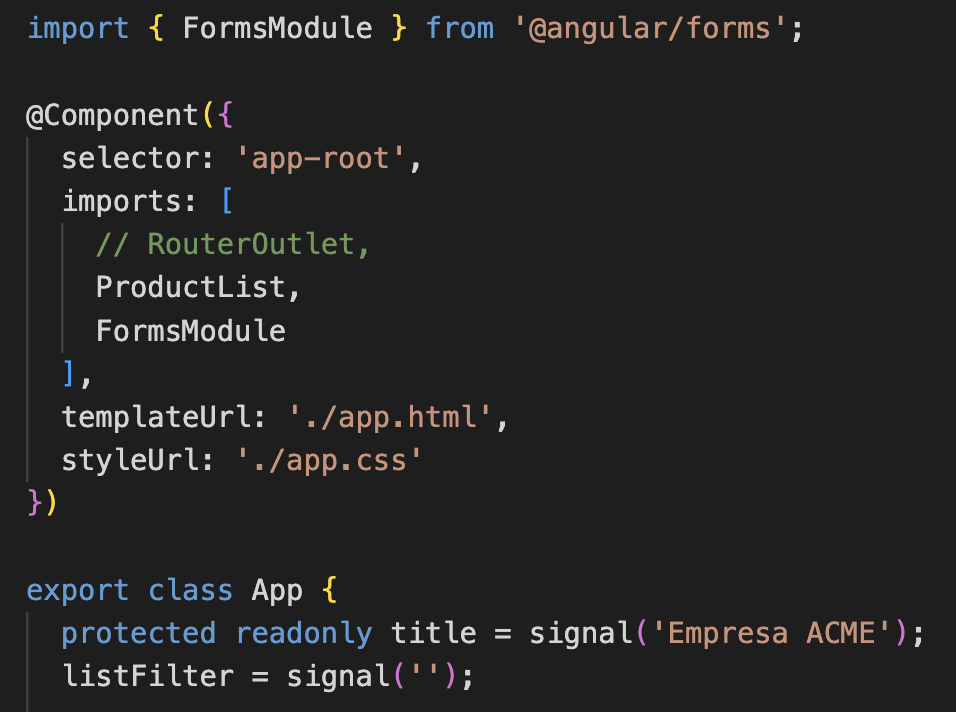 import { FormsModule } from '@angular/forms';
@Component({
selector: 'app-root',
imports: [
// RouterOutlet,
ProductList,
FormsModule
],
templateUrl: './app.html',
styleUrl: './app.css'
})
export class App {
protected readonly title = signal('Empresa ACME');
listFilter = signal('');